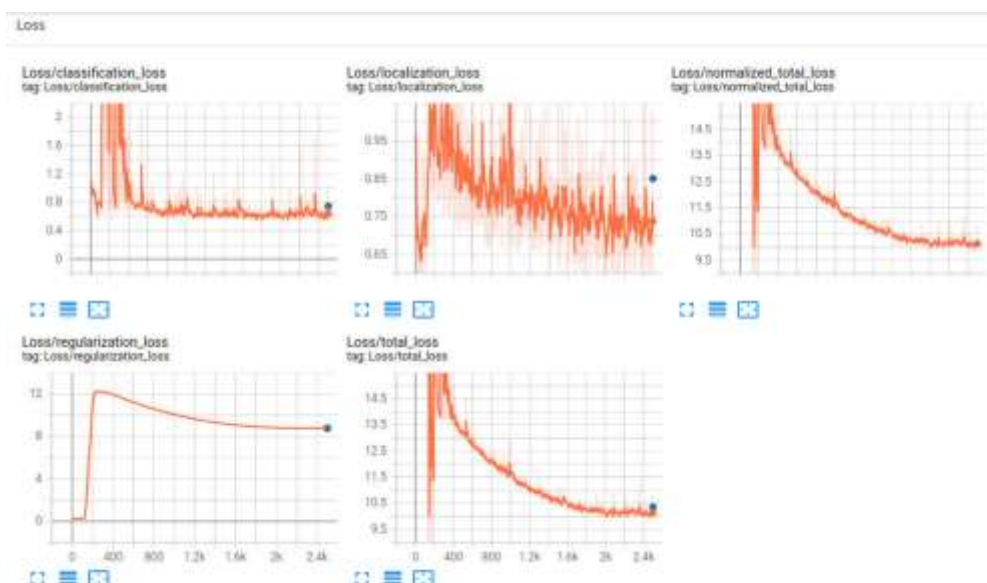 Loss
Loss/classification_loss
tag: Loss/classification_loss
2
1.6
1.2
0.8
0.4
0
Loss/localization_loss
tag: Loss/localization_loss
0.95
0.85
0.75
0.65
Loss/normalized_total_loss
tag: Loss/normalized_total_loss
14.5
13.5
12.5
11.5
10.5
9.5
Loss/regularization_loss
tag: Loss/regularization_loss
12
8
4
0
0 400 800 1.2k 1.6k 2k 2.4k
Loss/total_loss
tag: Loss/total_loss
14.5
13.5
12.5
11.5
10.5
9.5
0 400 800 1.2k 1.6k 2k 2.4k